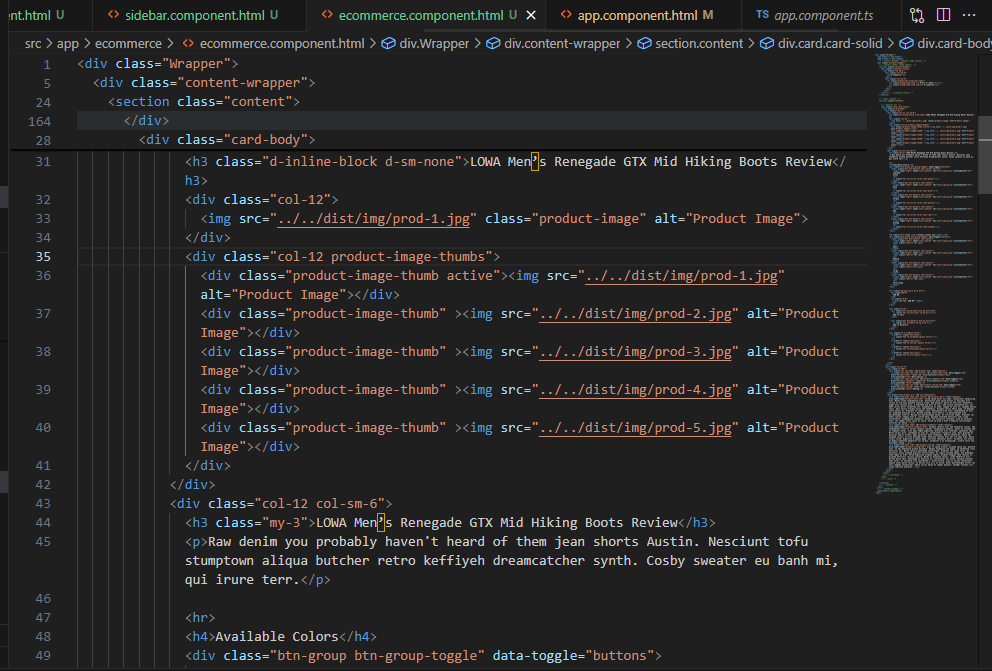 nt.html U
<> sidebar.component.html U
<> ecommerce.component.html U ×
<> app.component.html M
TS app.component.ts
src > app > ecommerce > <> ecommerce.component.html > div.Wrapper > div.content-wrapper > section.content > div.card.card-solid > div.card-body
1 <div class="Wrapper">
5 <div class="content-wrapper">
24 <section class="content">
164 </div>
28 <div class="card-body">
31 <h3 class="d-inline-block d-sm-none">LOWA Men’s Renegade GTX Mid Hiking Boots Review</
h3>
32 <div class="col-12">
33 <img src="../../dist/img/prod-1.jpg" class="product-image" alt="Product Image">
34 </div>
35 <div class="col-12 product-image-thumbs">
36 <div class="product-image-thumb active"><img src="../../dist/img/prod-1.jpg"
alt="Product Image"></div>
37 <div class="product-image-thumb" ><img src="../../dist/img/prod-2.jpg" alt="Product
Image"></div>
38 <div class="product-image-thumb" ><img src="../../dist/img/prod-3.jpg" alt="Product
Image"></div>
39 <div class="product-image-thumb" ><img src="../../dist/img/prod-4.jpg" alt="Product
Image"></div>
40 <div class="product-image-thumb" ><img src="../../dist/img/prod-5.jpg" alt="Product
Image"></div>
41 </div>
42 </div>
43 <div class="col-12 col-sm-6">
44 <h3 class="my-3">LOWA Men’s Renegade GTX Mid Hiking Boots Review</h3>
45 <p>Raw denim you probably haven't heard of them jean shorts Austin. Nesciunt tofu
stumptown aliqua butcher retro keffiyeh dreamcatcher synth. Cosby sweater eu banh mi,
qui irure terr.</p>
46
47 <hr>
48 <h4>Available Colors</h4>
49 <div class="btn-group btn-group-toggle" data-toggle="buttons">